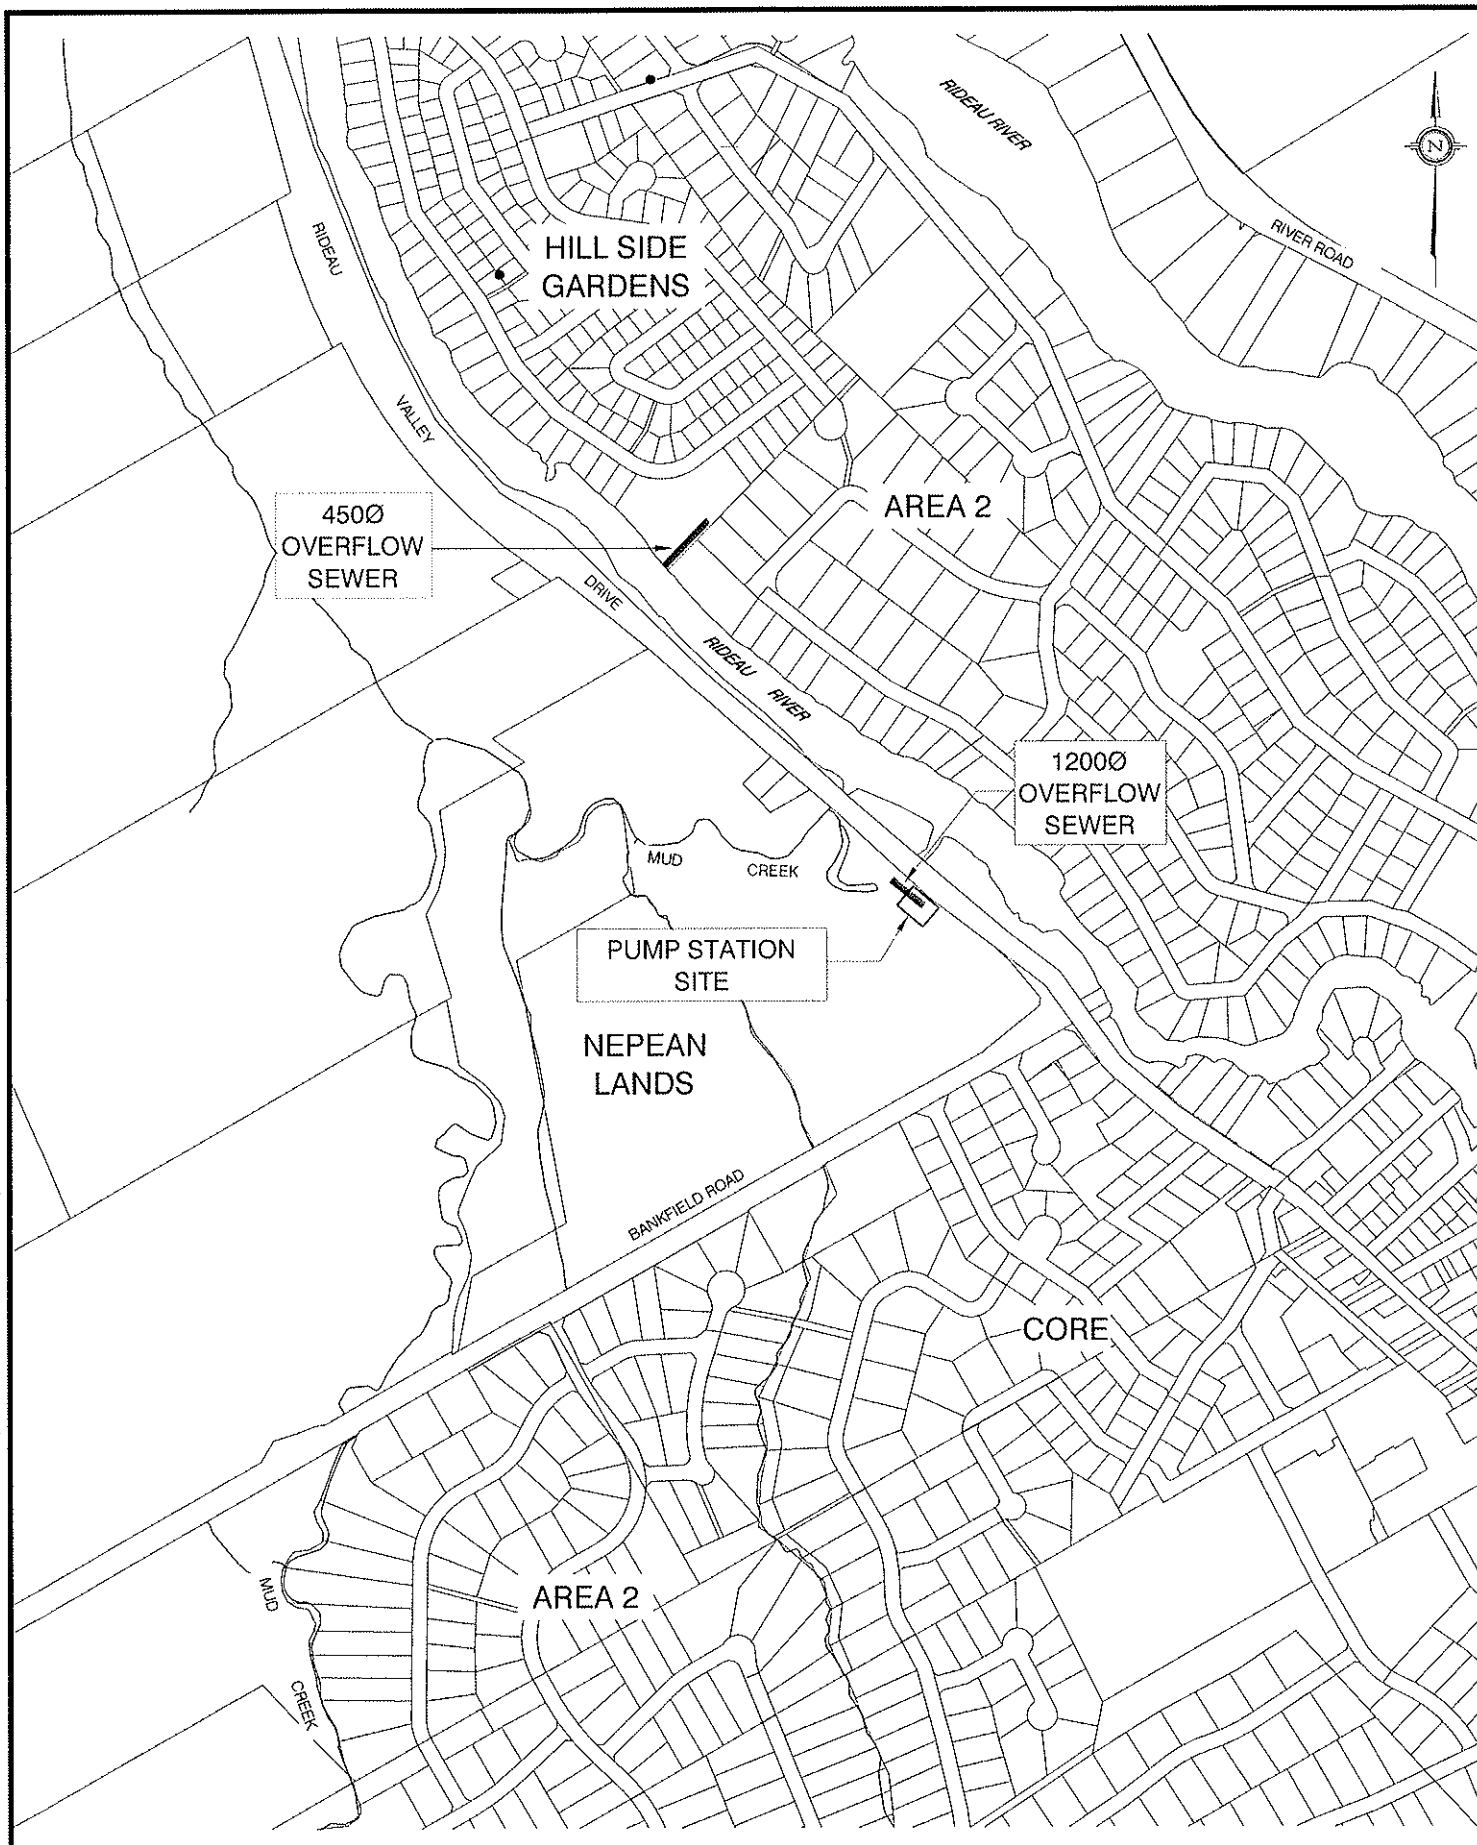 RIDEAU RIVER
N
RIVER ROAD
RIDEAU
HILL SIDE
GARDENS
VALLEY
450Ø
OVERFLOW
SEWER
AREA 2
DRIVE
RIDEAU RIVER
1200Ø
OVERFLOW
SEWER
MUD CREEK
PUMP STATION
SITE
NEPEAN
LANDS
BANKFIELD ROAD
CORE
AREA 2
MUD
CREEK